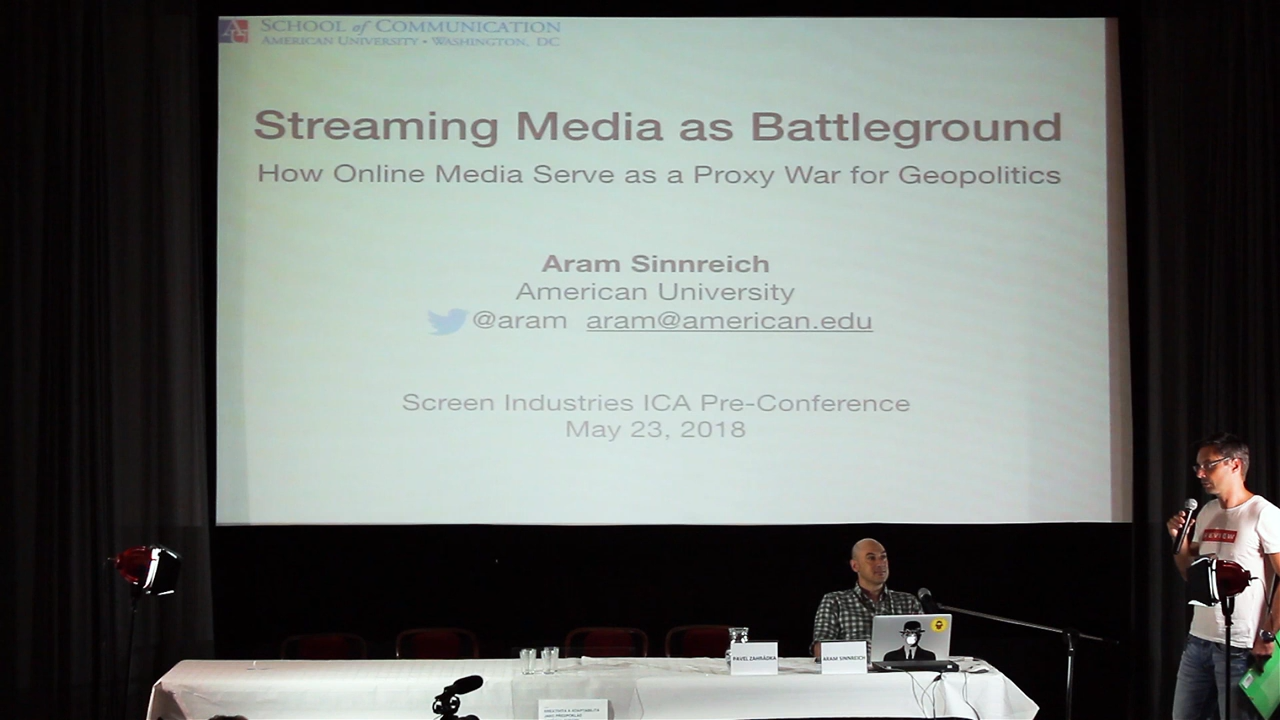 SCHOOL of COMMUNICATION
AMERICAN UNIVERSITY • WASHINGTON, DC
Streaming Media as Battleground
How Online Media Serve as a Proxy War for Geopolitics
Aram Sinnreich
American University
@aram aram@american.edu
Screen Industries ICA Pre-Conference
May 23, 2018
PAVEL ZAHRÁDKA
ARAM SINNREICH